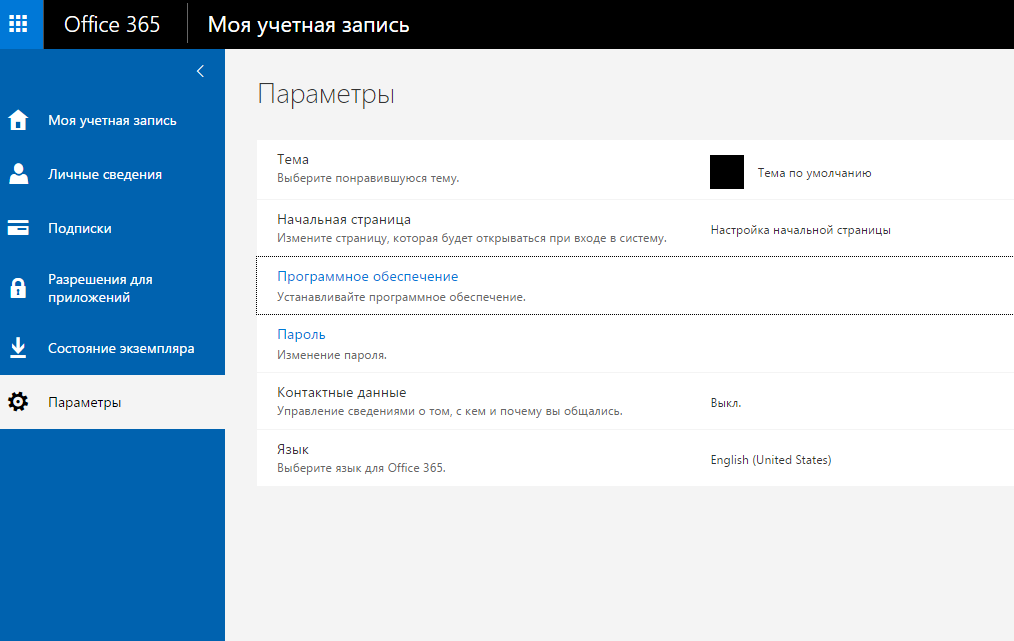 Office 365
Моя учетная запись
Моя учетная запись
Личные сведения
Подписки
Разрешения для
приложений
Состояние экземпляра
Параметры
Параметры
Тема
Выберите понравившуюся тему.
Тема по умолчанию
Начальная страница
Измените страницу, которая будет открываться при входе в систему.
Настройка начальной страницы
Программное обеспечение
Устанавливайте программное обеспечение.
Пароль
Изменение пароля.
Контактные данные
Управление сведениями о том, с кем и почему вы общались.
Выкл.
Язык
Выберите язык для Office 365.
English (United States)